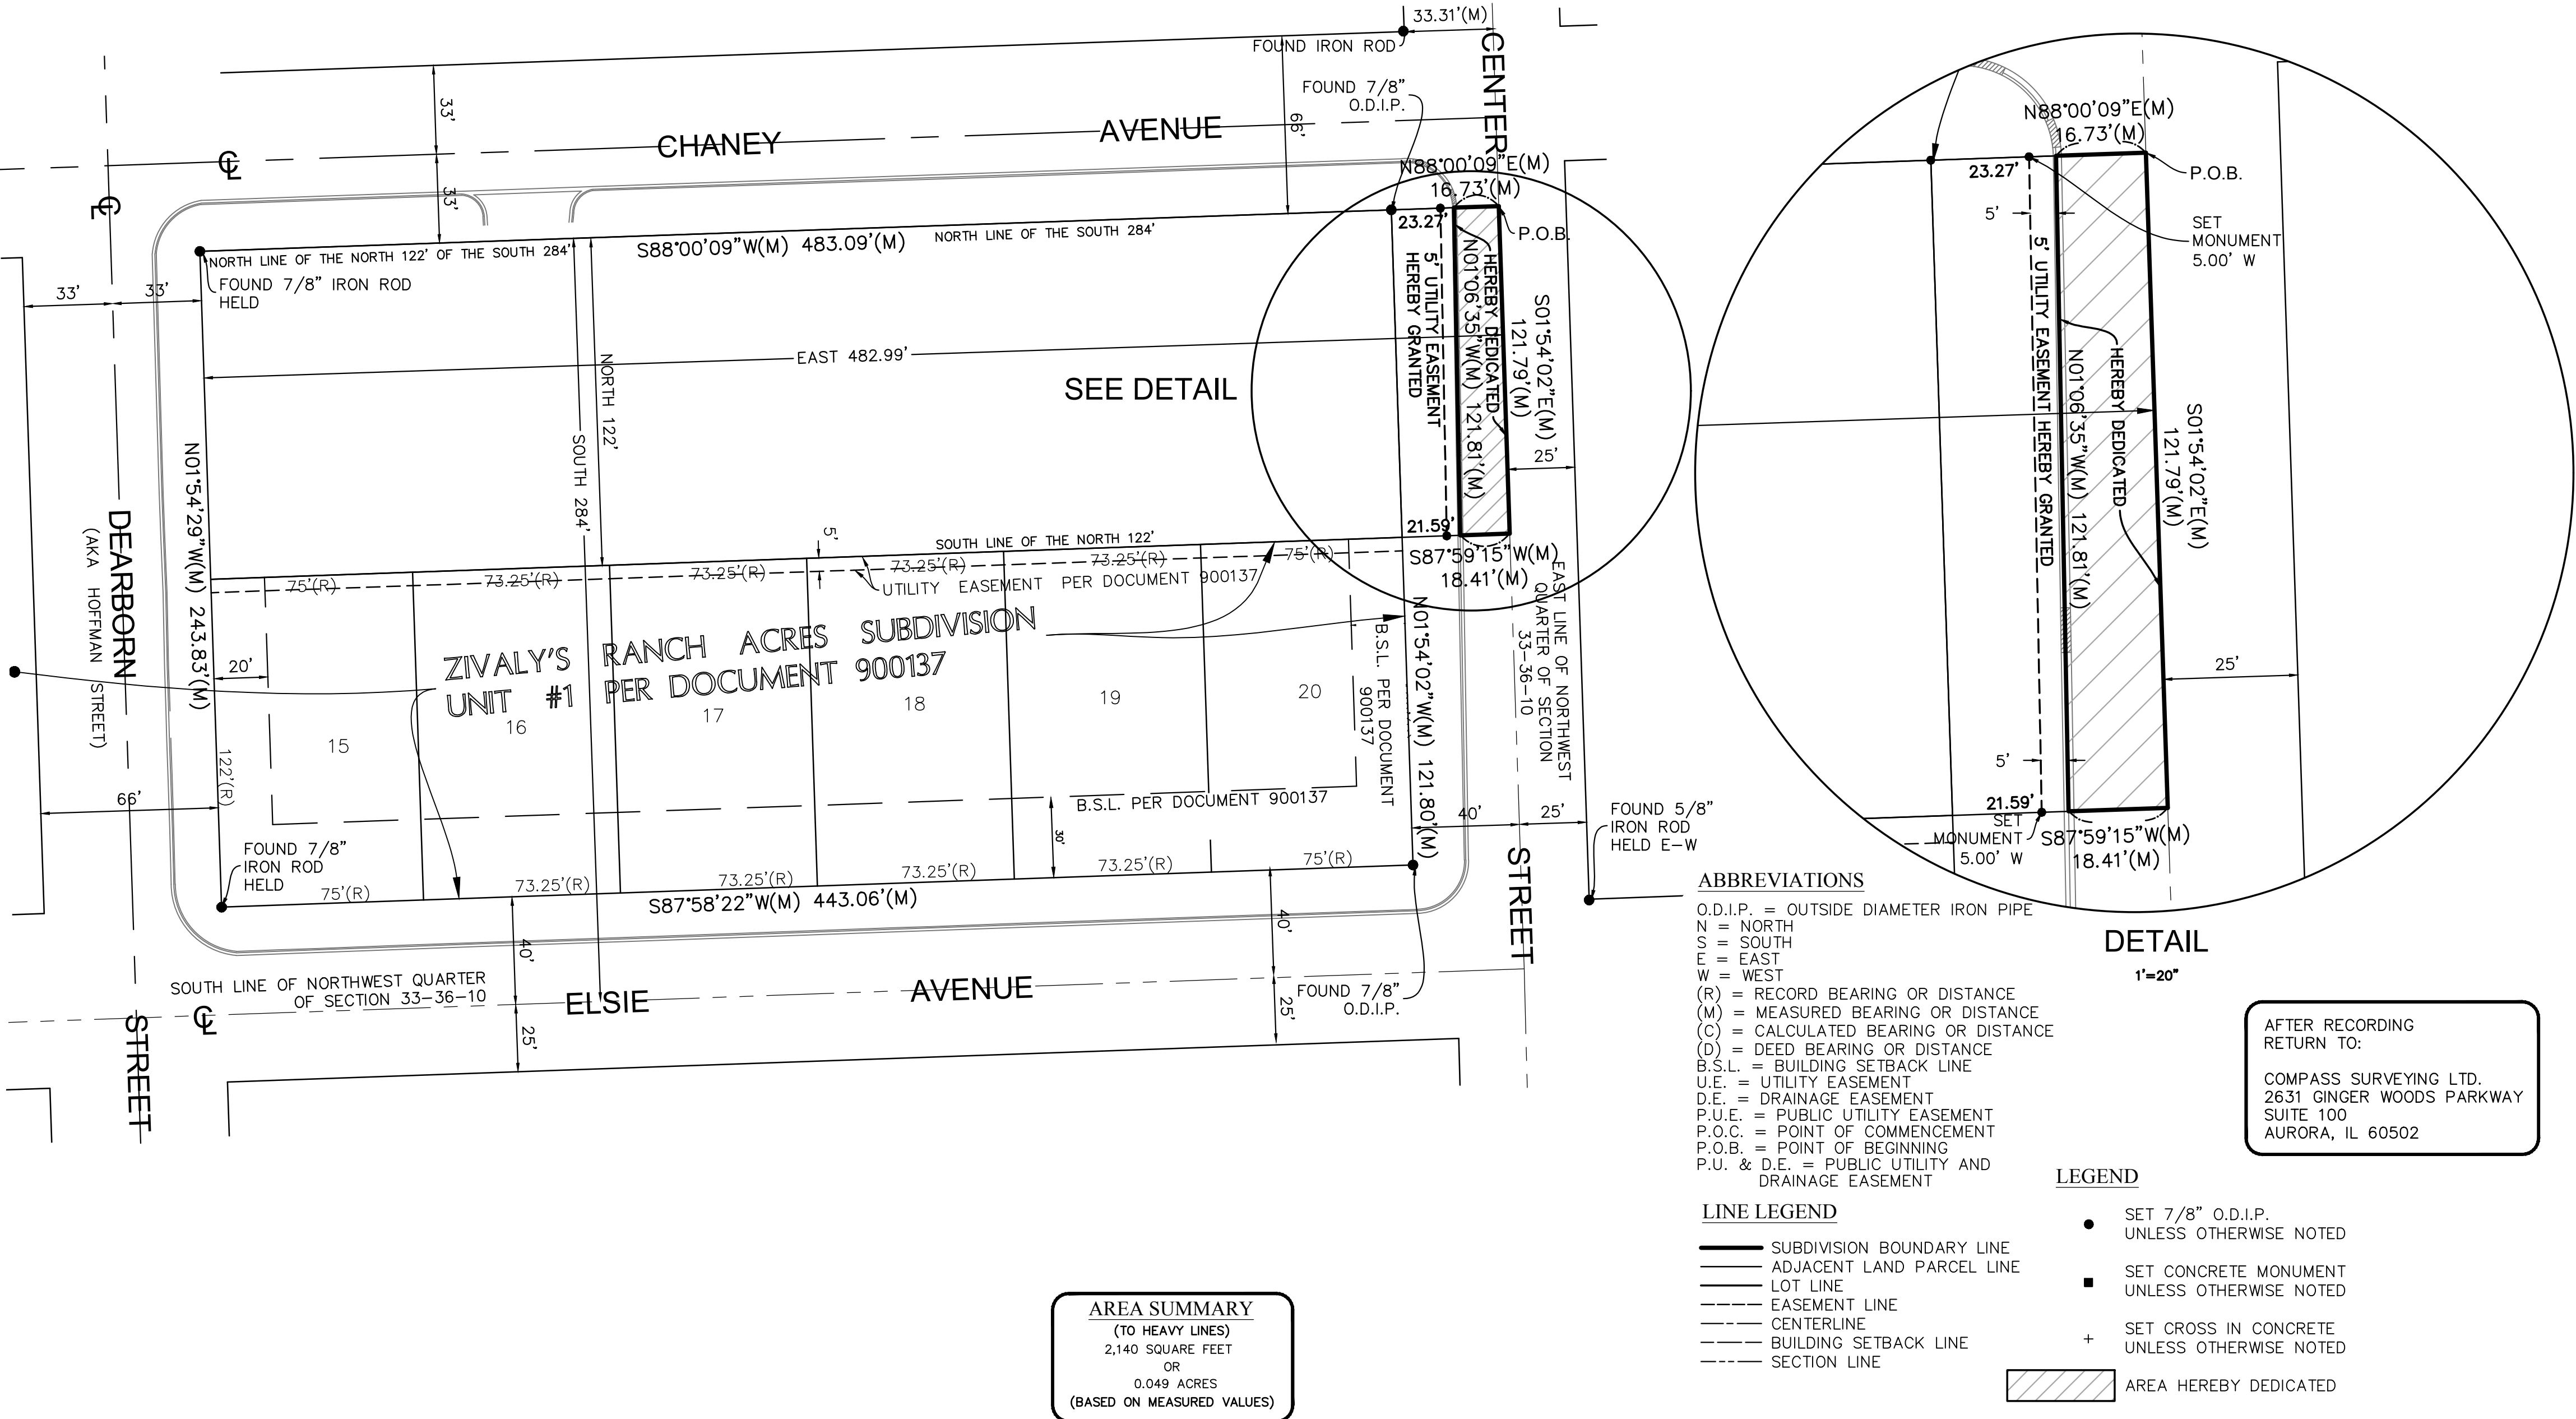 33.31'(M)
FOUND IRON ROD
FOUND 7/8"
O.D.I.P.
CENTER
33'
33'
66'
CHANEY AVENUE
N88°00'09"E(M)
16.73'(M)
23.27'
P.O.B.
NORTH LINE OF THE NORTH 122' OF THE SOUTH 284'
S88°00'09"W(M) 483.09'(M)
NORTH LINE OF THE SOUTH 284'
FOUND 7/8" IRON ROD
HELD
33'
33'
EAST 482.99'
NORTH 122'
SOUTH 284'
SEE DETAIL
5' UTILITY EASEMENT
HEREBY GRANTED
N01°06'35"W(M) 121.81'(M)
HEREBY DEDICATED
S01°54'02"E(M)
121.79'(M)
25'
21.59'
S87°59'15"W(M)
18.41'(M)
N01°54'29"W(M) 243.83'(M)
DEARBORN
(AKA HOFFMAN STREET)
5'
SOUTH LINE OF THE NORTH 122'
75'(R)
73.25'(R)
73.25'(R)
73.25'(R)
73.25'(R)
75'(R)
UTILITY EASEMENT PER DOCUMENT 900137
ZIVALY'S RANCH ACRES SUBDIVISION
UNIT #1 PER DOCUMENT 900137
20'
15
16
17
18
19
20
B.S.L. PER DOCUMENT
900137
N01°54'02"W(M) 121.80'(M)
EAST LINE OF NORTHWEST
QUARTER OF SECTION
33-36-10
122'(R)
66'
B.S.L. PER DOCUMENT 900137
30'
40'
25'
FOUND 5/8"
IRON ROD
HELD E-W
FOUND 7/8"
IRON ROD
HELD
75'(R)
73.25'(R)
73.25'(R)
73.25'(R)
73.25'(R)
75'(R)
S87°58'22"W(M) 443.06'(M)
STREET
40'
40'
SOUTH LINE OF NORTHWEST QUARTER
OF SECTION 33-36-10
ELSIE AVENUE
FOUND 7/8"
O.D.I.P.
25'
25'
STREET
N88°00'09"E(M)
16.73'(M)
23.27'
P.O.B.
5'
SET
MONUMENT
5.00' W
5' UTILITY EASEMENT HEREBY GRANTED
N01°06'35"W(M) 121.81'(M)
HEREBY DEDICATED
S01°54'02"E(M)
121.79'(M)
25'
5'
21.59'
SET
MONUMENT
5.00' W
S87°59'15"W(M)
18.41'(M)
DETAIL
1'=20"
ABBREVIATIONS
O.D.I.P. = OUTSIDE DIAMETER IRON PIPE
N = NORTH
S = SOUTH
E = EAST
W = WEST
(R) = RECORD BEARING OR DISTANCE
(M) = MEASURED BEARING OR DISTANCE
(C) = CALCULATED BEARING OR DISTANCE
(D) = DEED BEARING OR DISTANCE
B.S.L. = BUILDING SETBACK LINE
U.E. = UTILITY EASEMENT
D.E. = DRAINAGE EASEMENT
P.U.E. = PUBLIC UTILITY EASEMENT
P.O.C. = POINT OF COMMENCEMENT
P.O.B. = POINT OF BEGINNING
P.U. & D.E. = PUBLIC UTILITY AND
DRAINAGE EASEMENT
AFTER RECORDING
RETURN TO:
COMPASS SURVEYING LTD.
2631 GINGER WOODS PARKWAY
SUITE 100
AURORA, IL 60502
LINE LEGEND
SUBDIVISION BOUNDARY LINE
ADJACENT LAND PARCEL LINE
LOT LINE
EASEMENT LINE
CENTERLINE
BUILDING SETBACK LINE
SECTION LINE
LEGEND
SET 7/8" O.D.I.P.
UNLESS OTHERWISE NOTED
SET CONCRETE MONUMENT
UNLESS OTHERWISE NOTED
SET CROSS IN CONCRETE
UNLESS OTHERWISE NOTED
AREA HEREBY DEDICATED
AREA SUMMARY
(TO HEAVY LINES)
2,140 SQUARE FEET
OR
0.049 ACRES
(BASED ON MEASURED VALUES)